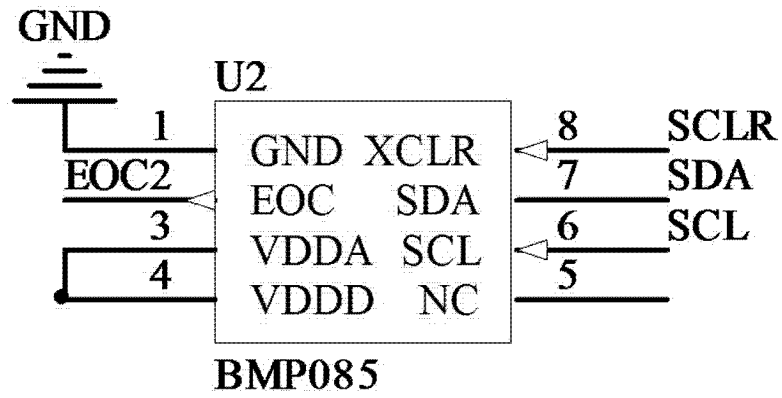 GND
U2
1 GND XCLR 8 SCLR
EOC2 EOC SDA 7 SDA
3 VDDA SCL 6 SCL
4 VDDD NC 5
BMP085